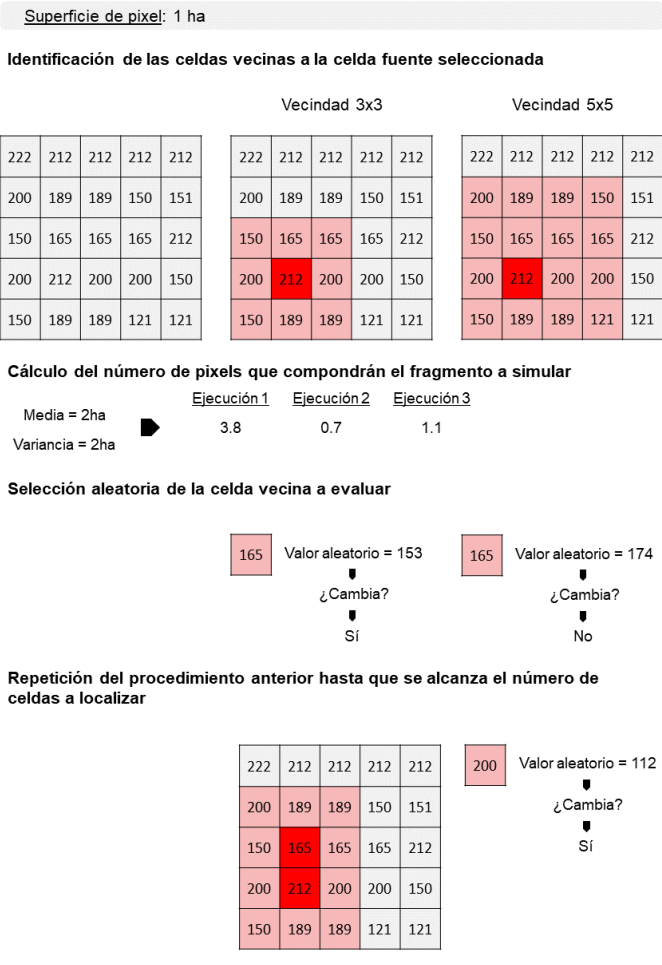 Superficie de pixel: 1 ha
Identificación de las celdas vecinas a la celda fuente seleccionada
Vecindad 3x3 Vecindad 5x5
222 212 212 212 212 222 212 212 212 212 222 212 212 212 212
200 189 189 150 151 200 189 189 150 151 200 189 189 150 151
150 165 165 165 212 150 165 165 165 212 150 165 165 165 212
200 212 200 200 150 200 212 200 200 150 200 212 200 200 150
150 189 189 121 121 150 189 189 121 121 150 189 189 121 121
Cálculo del número de pixels que compondrán el fragmento a simular
Ejecución 1 Ejecución 2 Ejecución 3
Media = 2ha
3.8 0.7 1.1
Variancia = 2ha
Selección aleatoria de la celda vecina a evaluar
165 Valor aleatorio = 153 165 Valor aleatorio = 174
¿Cambia? ¿Cambia?
Sí No
Repetición del procedimiento anterior hasta que se alcanza el número de
celdas a localizar
222 212 212 212 212 200 Valor aleatorio = 112
200 189 189 150 151 ¿Cambia?
150 165 165 165 212 Sí
200 212 200 200 150
150 189 189 121 121